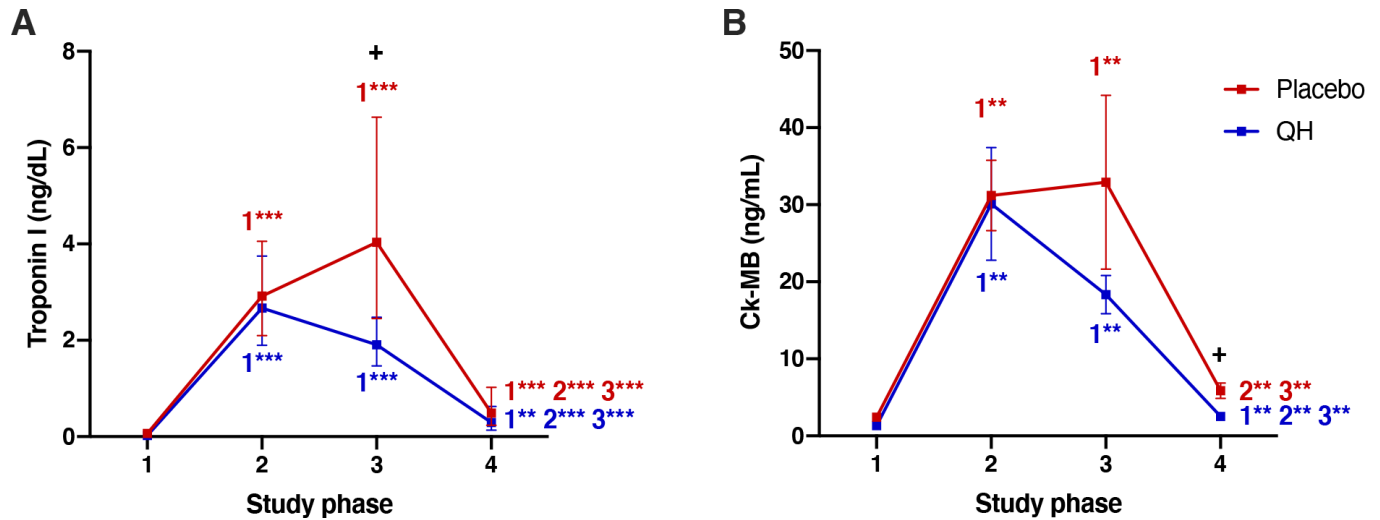 A
Troponin I (ng/dL)
8
6
4
2
0
+
1***
1***
1***
1***
1*** 2*** 3***
1** 2*** 3***
1 2 3 4
Study phase
B
Ck-MB (ng/mL)
50
40
30
20
10
0
1**
1**
1**
1**
+
2** 3**
1** 2** 3**
1 2 3 4
Study phase
Placebo
QH